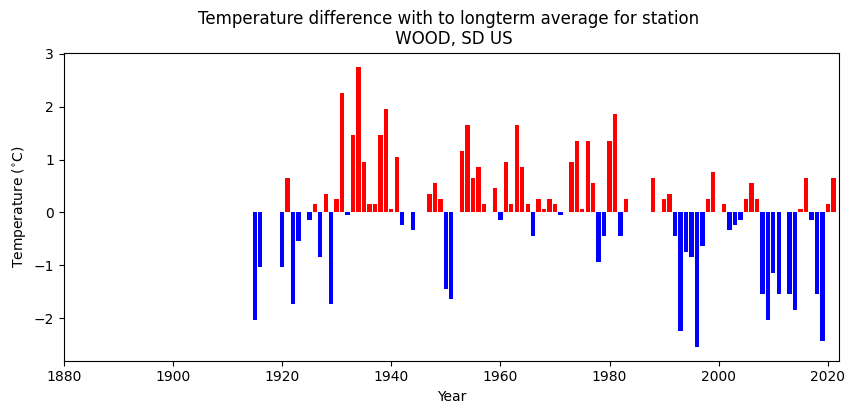 Temperature difference with to longterm average for station
WOOD, SD US
Temperature (°C)
3
2
1
0
−1
−2
1880 1900 1920 1940 1960 1980 2000 2020
Year